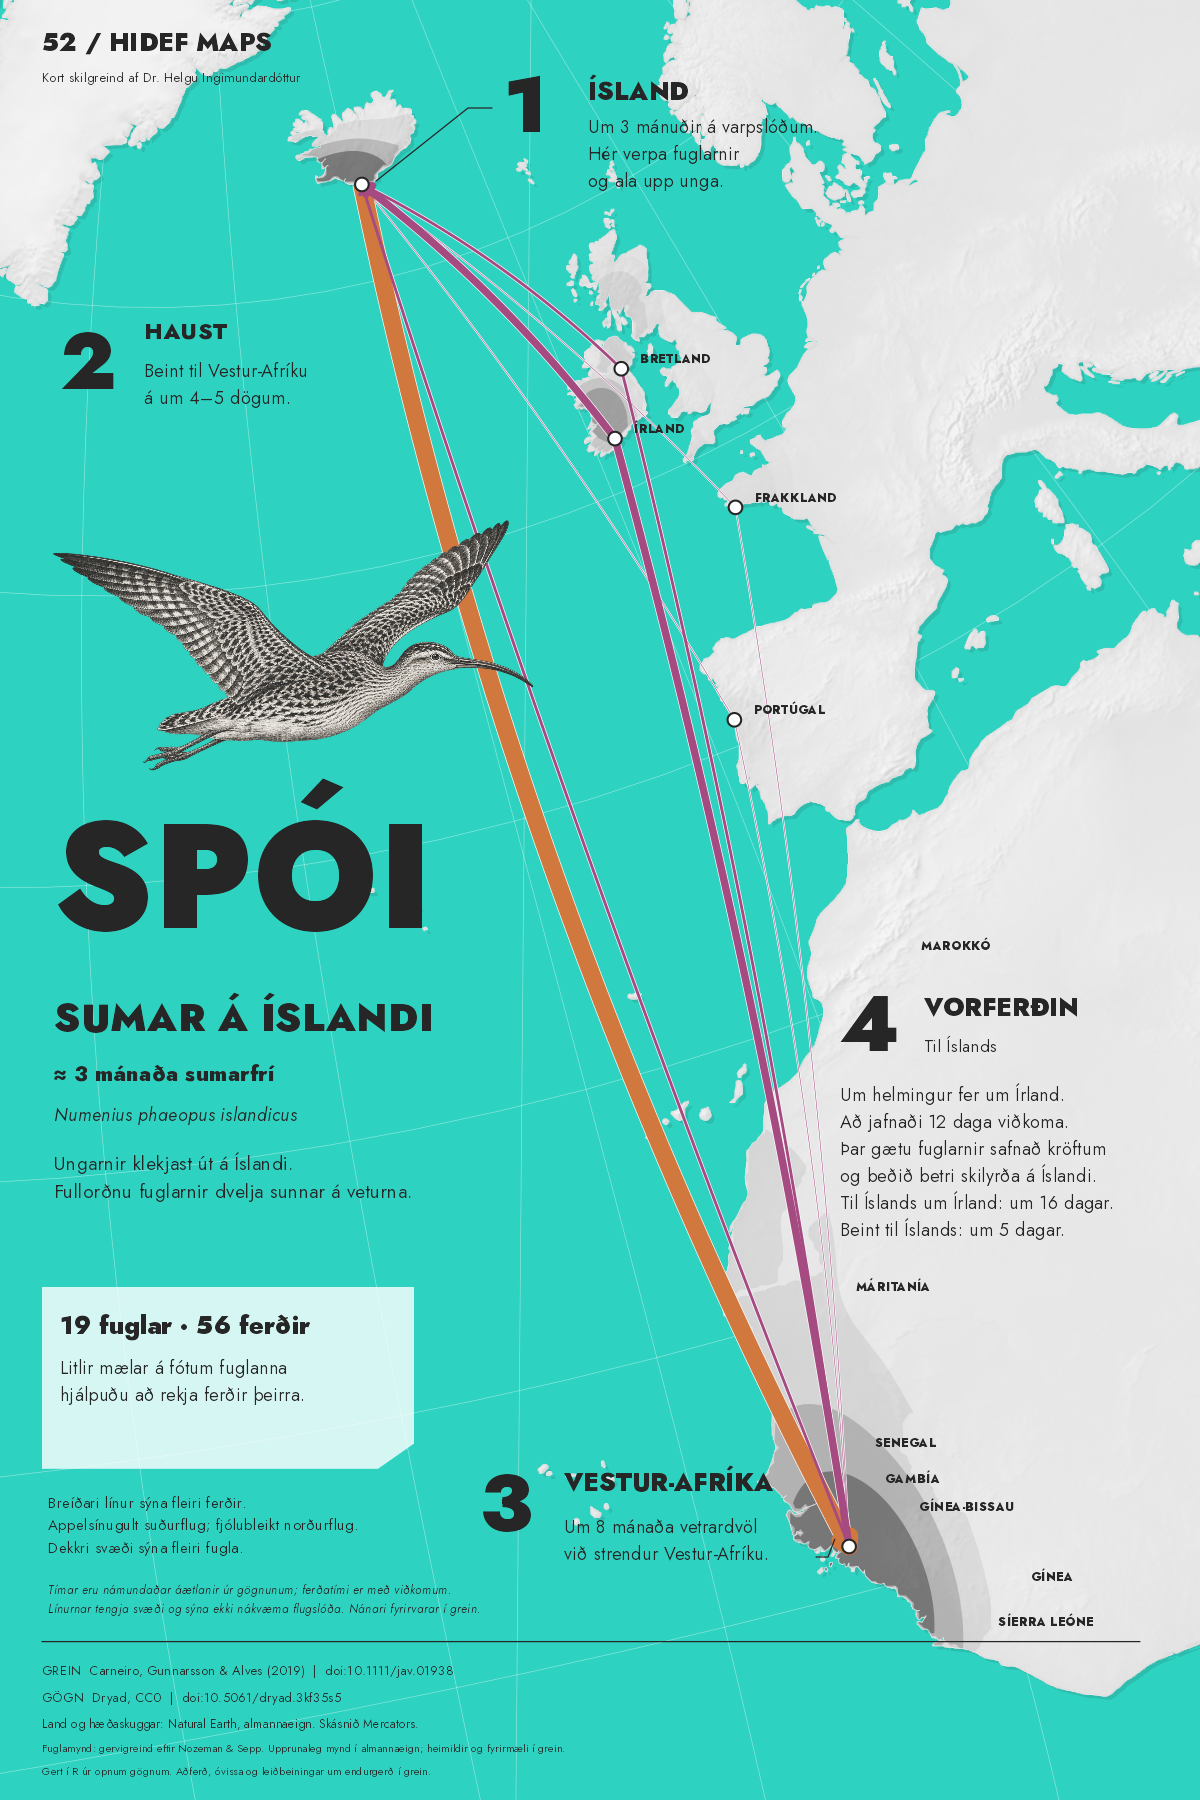 52 / HIDEF MAPS
Kort skilgreind af Dr. Helgu Ingimundardóttur
1
ÍSLAND
Um 3 mánuðir á varpslóðum.
Hér verpa fuglarnir
og ala upp unga.
2
HAUST
Beint til Vestur-Afríku
á um 4–5 dögum.
BRETLAND
ÍRLAND
FRAKKLAND
PORTÚGAL
SPÓI
SUMAR Á ÍSLANDI
≈ 3 mánaða sumarfrí
Numenius phaeopus islandicus
Ungarnir klekjast út á Íslandi.
Fullorðnu fuglarnir dvelja sunnar á veturna.
MAROKKÓ
4
VORFERÐIN
Til Íslands
Um helmingur fer um Írland.
Að jafnaði 12 daga viðkoma.
Þar gætu fuglarnir safnað kröftum
og beðið betri skilyrða á Íslandi.
Til Íslands um Írland: um 16 dagar.
Beint til Íslands: um 5 dagar.
MÁRITANÍA
19 fuglar · 56 ferðir
Litlir mælar á fótum fuglanna
hjálpuðu að rekja ferðir þeirra.
SENEGAL
GAMBÍA
GÍNEA-BISSAU
GÍNEA
SÍERRA LEÓNE
3
VESTUR-AFRÍKA
Um 8 mánaða vetrardvöl
við strendur Vestur-Afríku.
Breiðari línur sýna fleiri ferðir.
Appelsínugult suðurflug; fjólubleikt norðurflug.
Dekkri svæði sýna fleiri fugla.
Tímar eru námundaðar áætlanir úr gögnunum; ferðatími er með viðkomum.
Línurnar tengja svæði og sýna ekki nákvæma flugslóða. Nánari fyrirvarar í grein.
GREIN Carneiro, Gunnarsson & Alves (2019) | doi:10.1111/jav.01938
GÖGN Dryad, CC0 | doi:10.5061/dryad.3kf35s5
Land og hæðaskuggar: Natural Earth, almannaeign. Skásnið Mercators.
Fuglamynd: gervigreind eftir Nozeman & Sepp. Upprunaleg mynd í almannaeign; heimildir og fyrirmæli í grein.
Gert í R úr opnum gögnum. Aðferð, óvissa og leiðbeiningar um endurgerð í grein.